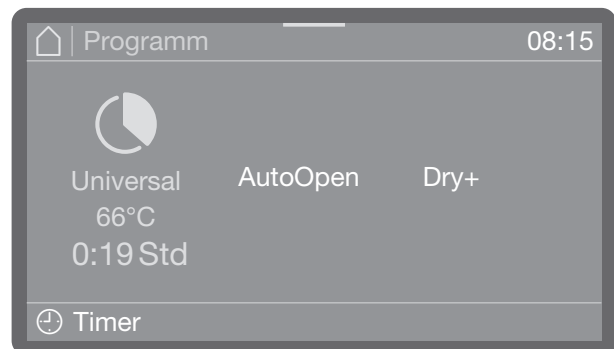 Programm 08:15
Universal AutoOpen Dry+
66°C
0:19 Std
Timer